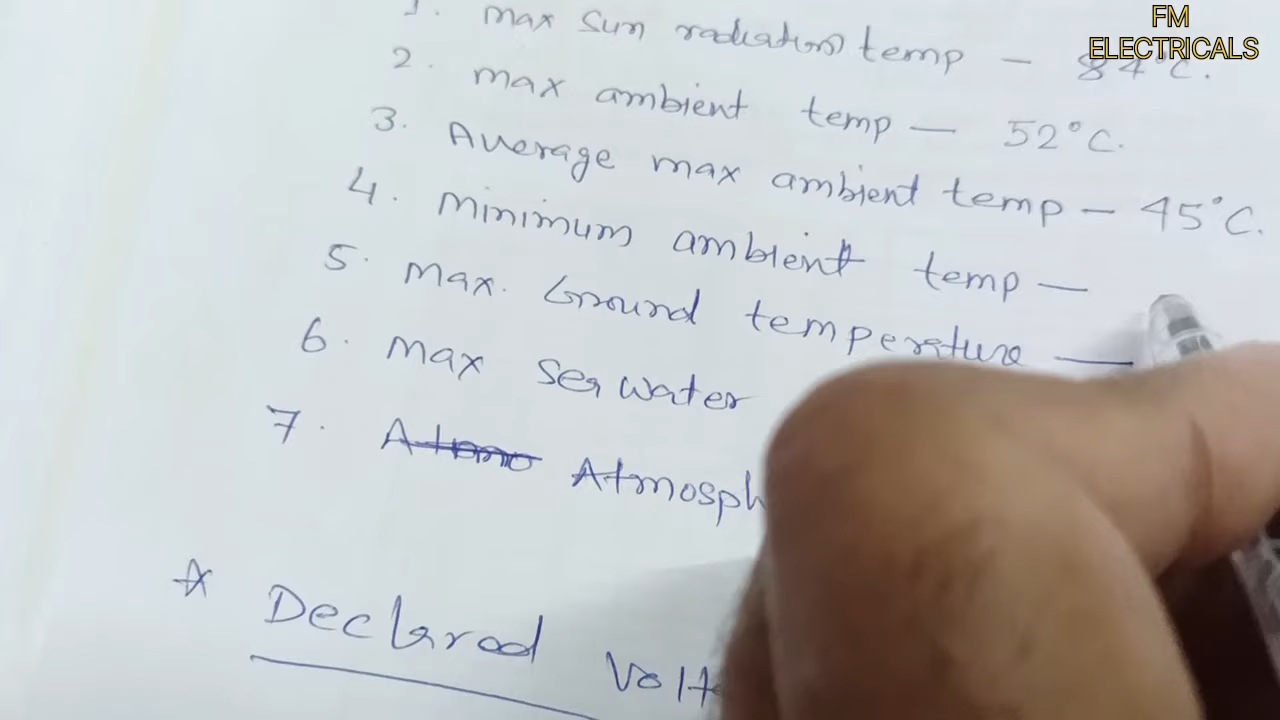 FM
ELECTRICALS
1. max sun radiation temp – 84°C.
2. max ambient temp – 52°C.
3. Average max ambient temp – 45°C.
4. Minimum ambient temp –
5. max. Ground temperature –
6. max sea water
7. Atmosph
* Declared Volt